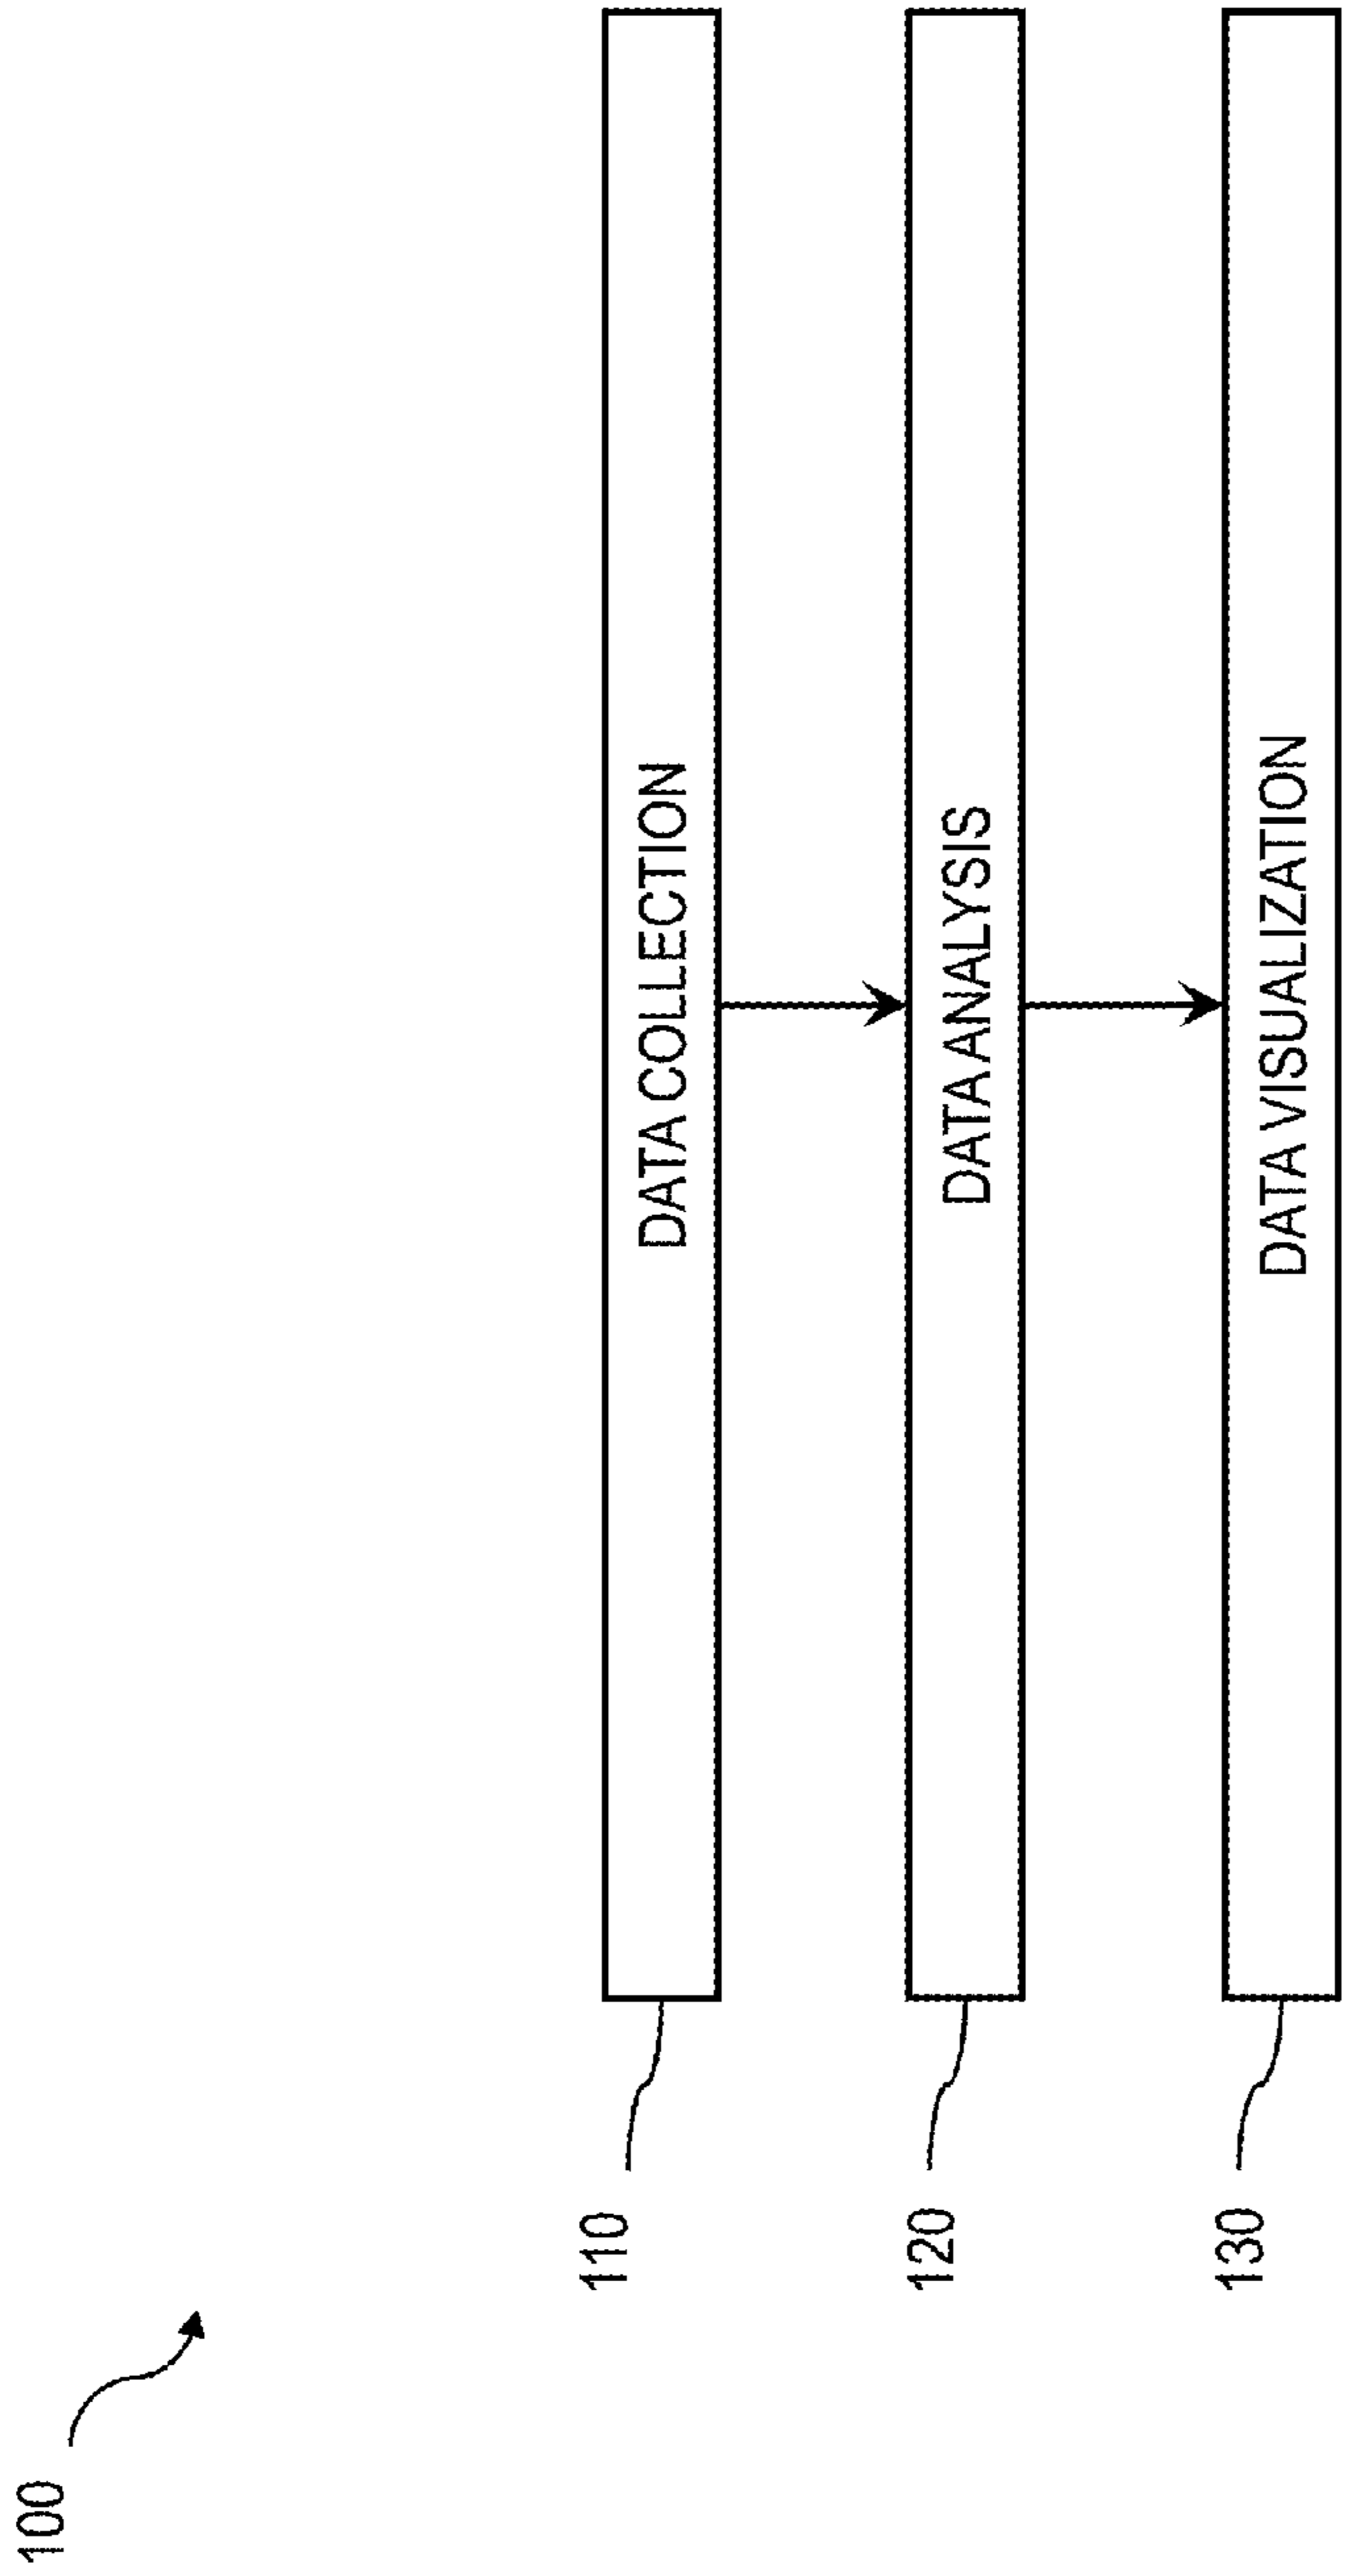 100
110
DATA COLLECTION
120
DATA ANALYSIS
130
DATA VISUALIZATION